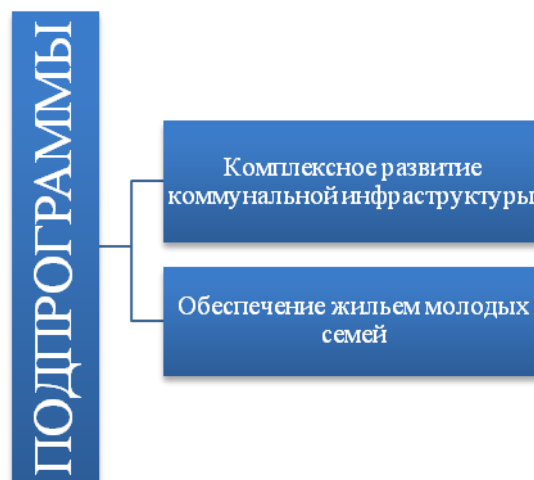 ПОДПРОГРАММЫ
Комплексное развитие
коммунальной инфраструктуры
Обеспечение жильем молодых
семей